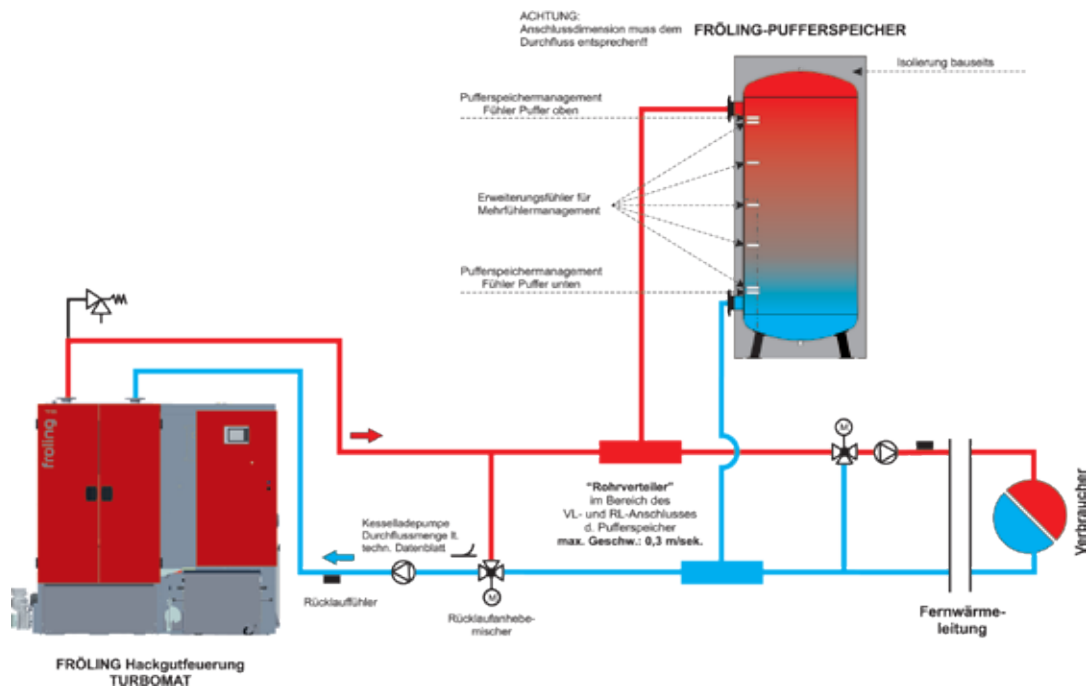 ACHTUNG:
Anschlussdimension muss dem
Durchfluss entsprechen!!
FRÖLING-PUFFERSPEICHER
Isolierung bauseits
Pufferspeichermanagement
Fühler Puffer oben
Erweiterungsfühler für
Mehrfühlermanagement
Pufferspeichermanagement
Fühler Puffer unten
froling
M
"Rohrverteiler"
im Bereich des
VL- und RL-Anschlusses
d. Pufferspeicher
max. Geschw.: 0,3 m/sek.
Verbraucher
Kesselladepumpe
Durchflussmenge lt.
techn. Datenblatt
Rücklauffühler
M
Rücklaufanhebe-
mischer
Fernwärme-
leitung
FRÖLING Hackgutfeuerung
TURBOMAT